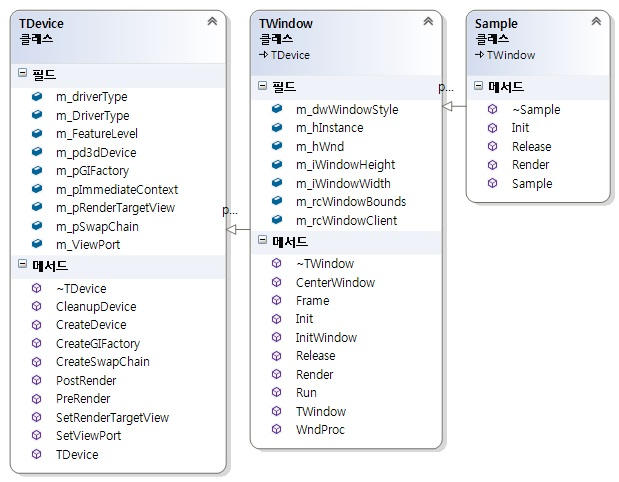 TDevice
클래스
필드
m_driverType
m_DriverType
m_FeatureLevel
m_pd3dDevice
m_pGIFactory
m_pImmediateContext
m_pRenderTargetView
m_pSwapChain
m_ViewPort
메서드
~TDevice
CleanupDevice
CreateDevice
CreateGIFactory
CreateSwapChain
PostRender
PreRender
SetRenderTargetView
SetViewPort
TDevice
p...
TWindow
클래스
TDevice
필드
m_dwWindowStyle
m_hInstance
m_hWnd
m_iWindowHeight
m_iWindowWidth
m_rcWindowBounds
m_rcWindowClient
메서드
~TWindow
CenterWindow
Frame
Init
InitWindow
Release
Render
Run
TWindow
WndProc
p...
Sample
클래스
TWindow
메서드
~Sample
Init
Release
Render
Sample